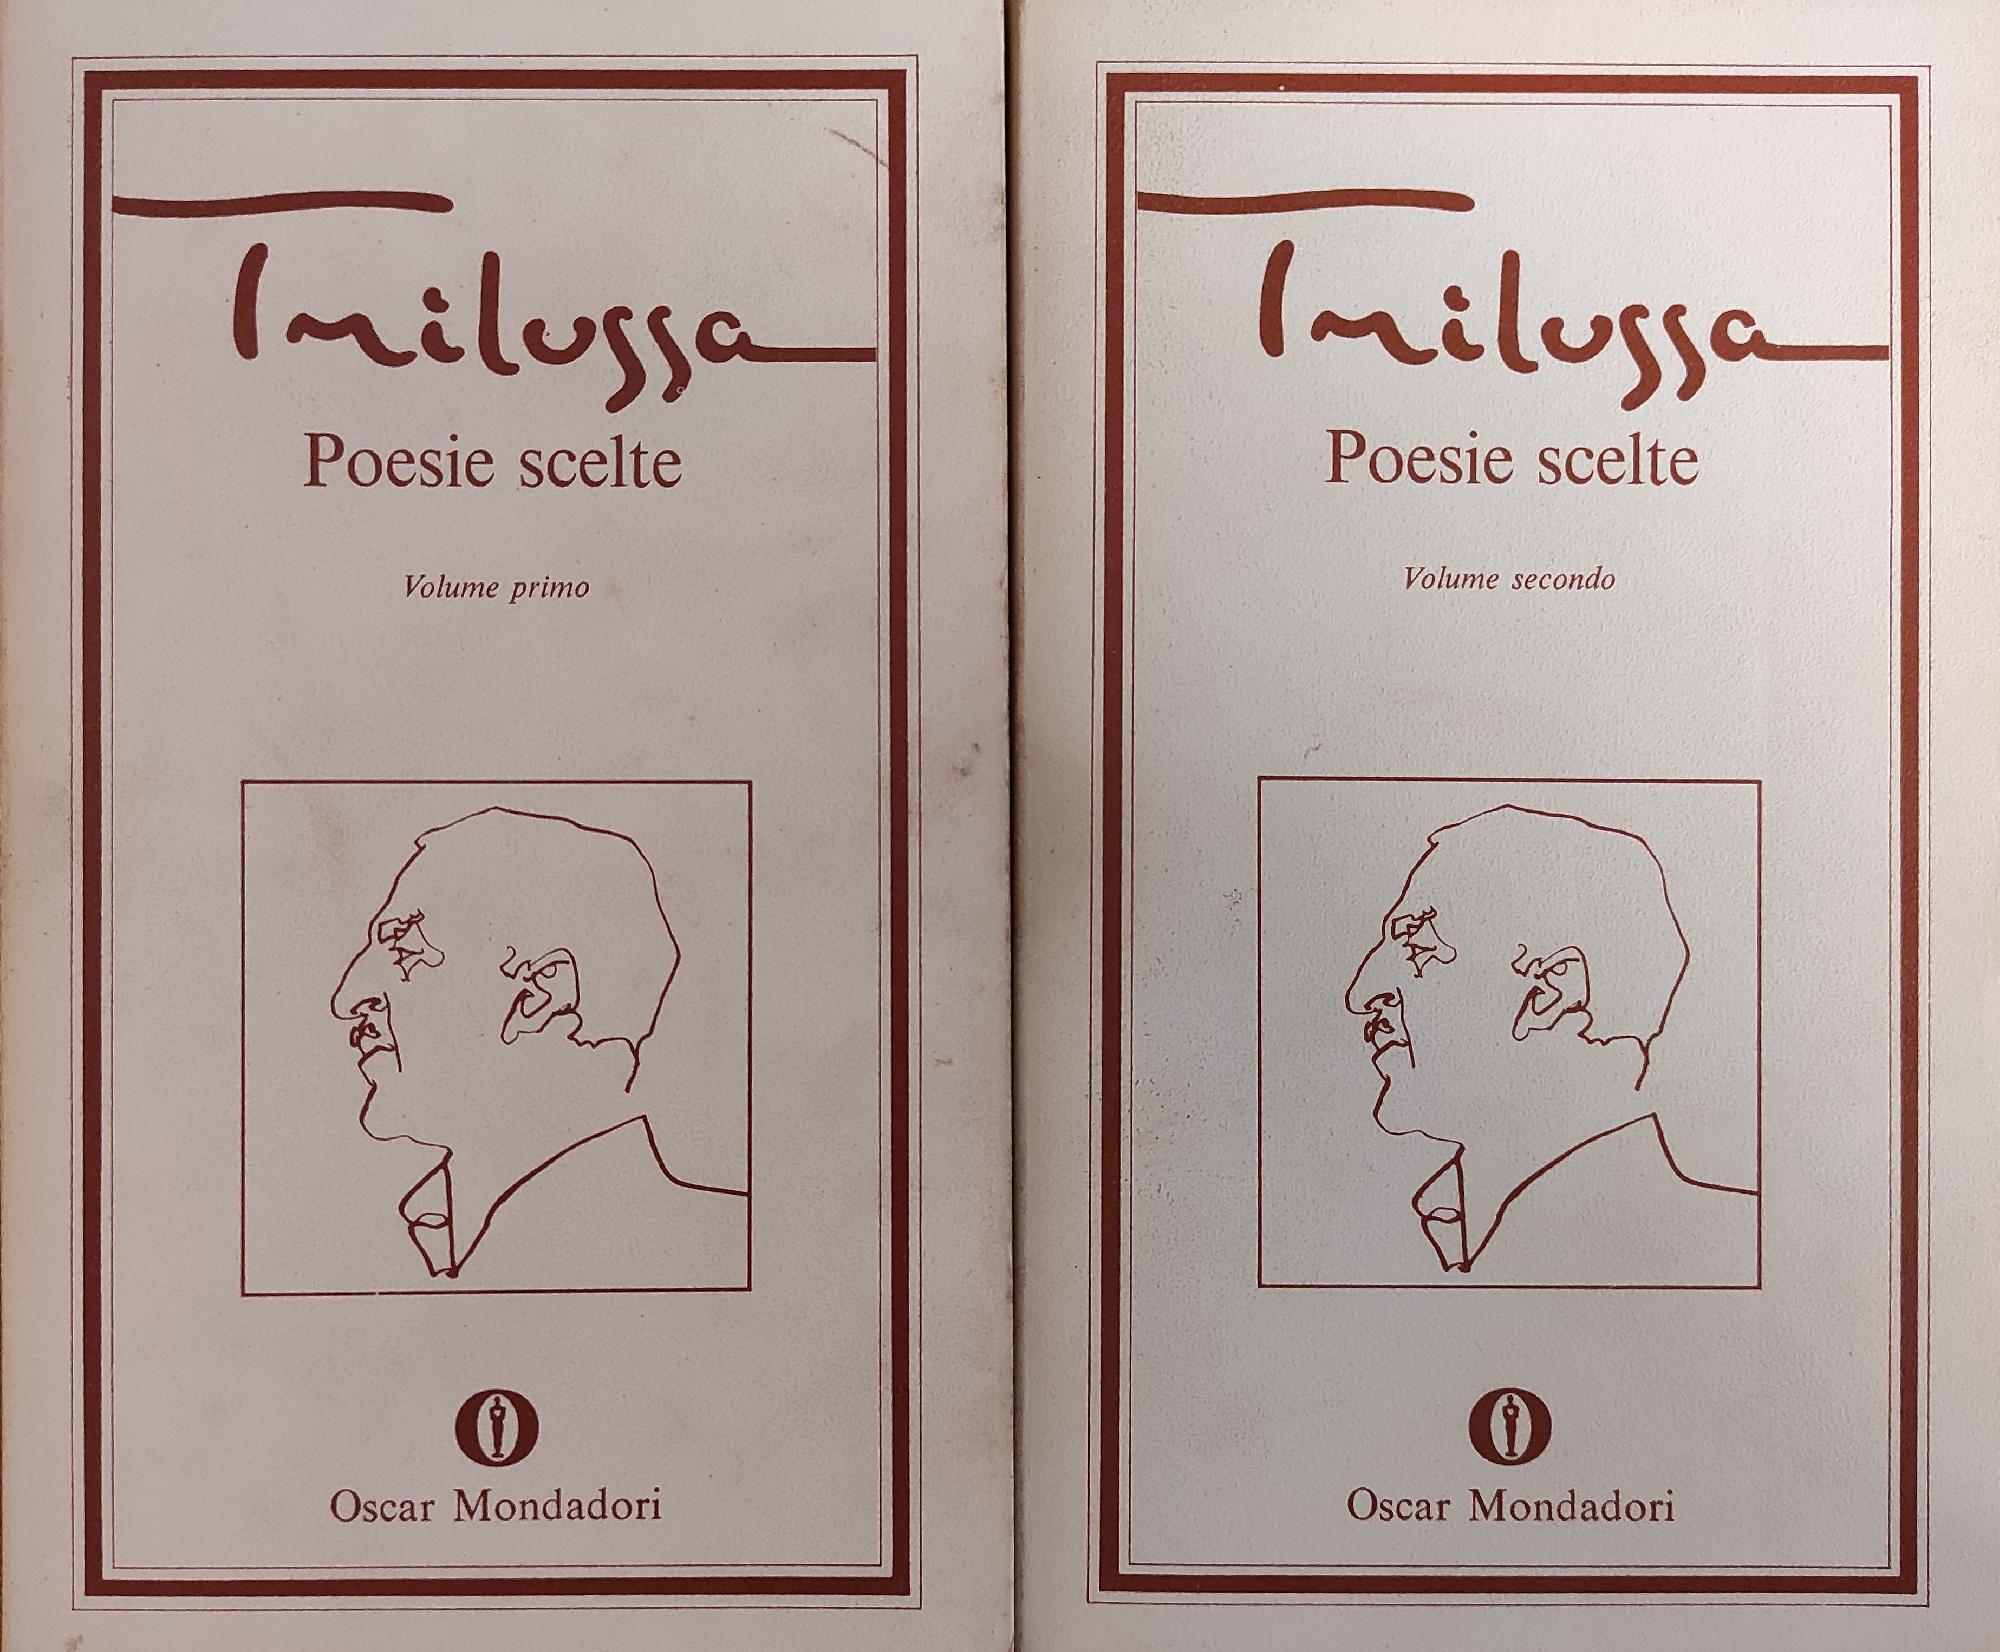 Trilussa
Poesie scelte
Volume primo
O
Oscar Mondadori
Trilussa
Poesie scelte
Volume secondo
O
Oscar Mondadori